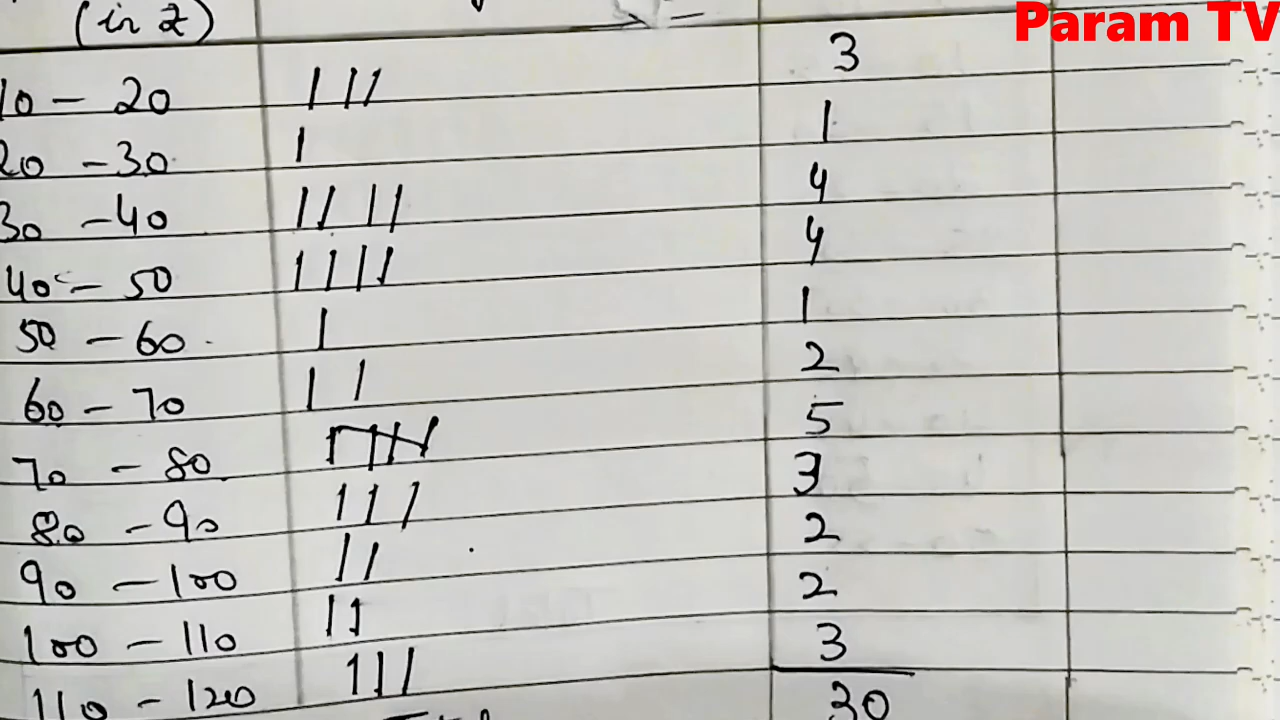 Param TV
(in ₹)
10 - 20 ||| 3
20 - 30 | 1
30 - 40 |||| 4
40 - 50 |||| 4
50 - 60 | 1
60 - 70 || 2
70 - 80 |||| 5
80 - 90 ||| 3
90 - 100 || 2
100 - 110 || 2
110 - 120 ||| 3
30